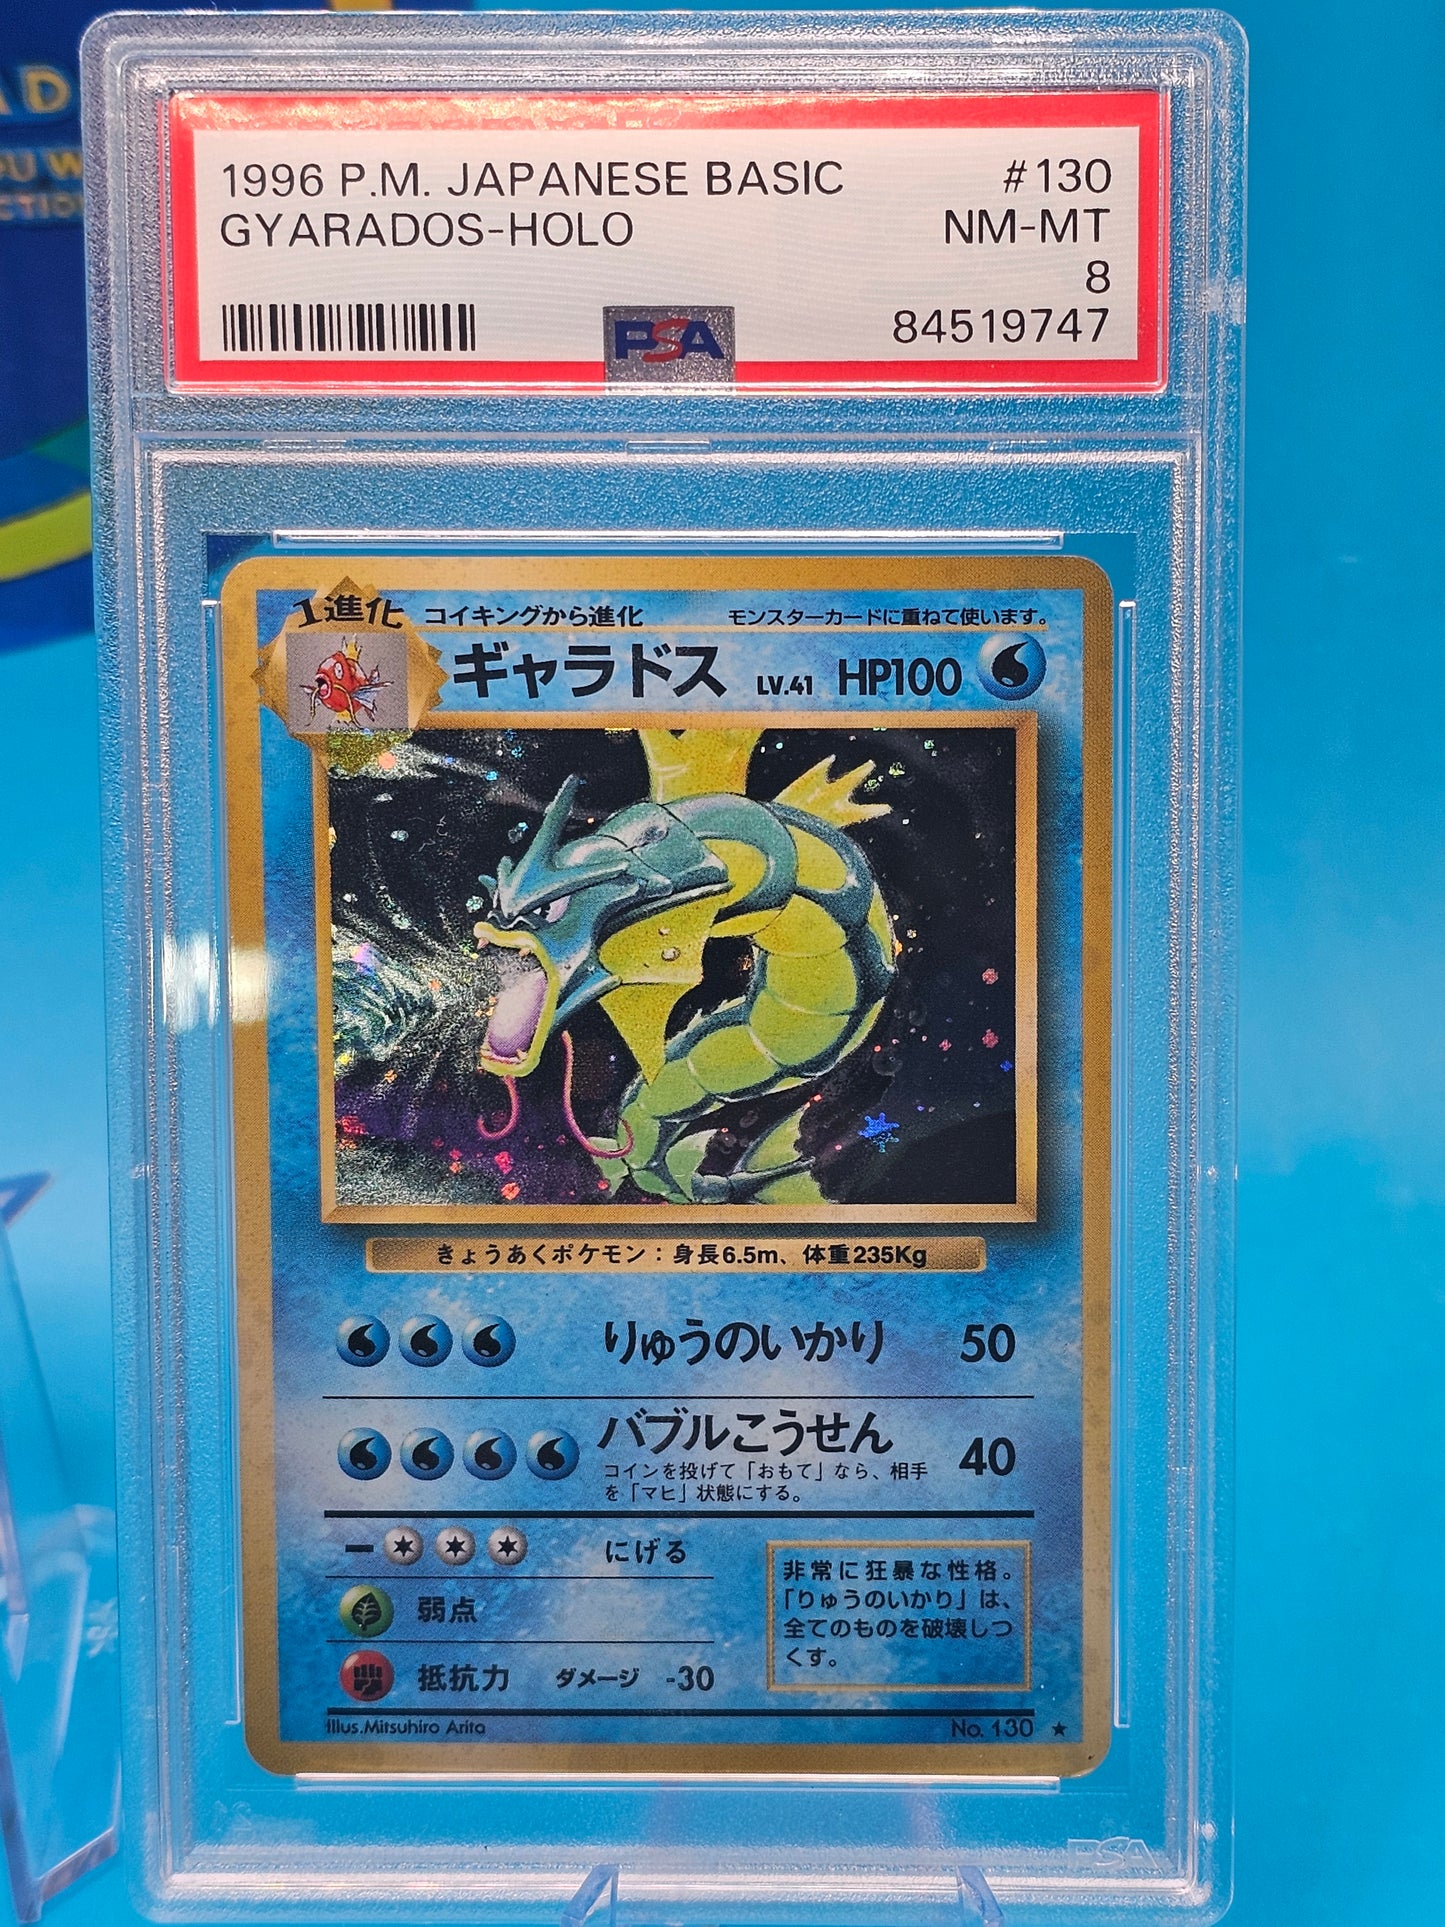 1996 P.M. JAPANESE BASIC #130
GYARADOS-HOLO NM-MT
8
PSA 84519747
1進化 コイキングから進化 モンスターカードに重ねて使います。
ギャラドス LV.41 HP100
きょうあくポケモン：身長6.5m、体重235Kg
りゅうのいかり 50
バブルこうせん 40
コインを投げて「おもて」なら、相手
を「マヒ」状態にする。
にげる
弱点
抵抗力 ダメージ -30
非常に狂暴な性格。
「りゅうのいかり」は、
全てのものを破壊しつ
くす。
Illus.Mitsuhiro Arita No. 130 ★
PSA